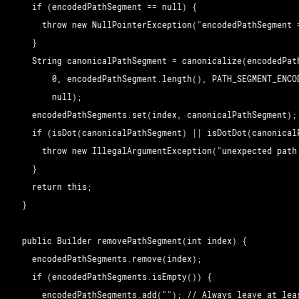 if (encodedPathSegment == null) {
throw new NullPointerException("encodedPathSegment =
}
String canonicalPathSegment = canonicalize(encodedPath
0, encodedPathSegment.length(), PATH_SEGMENT_ENCOD
null);
encodedPathSegments.set(index, canonicalPathSegment);
if (isDot(canonicalPathSegment) || isDotDot(canonicalP
throw new IllegalArgumentException("unexpected path
}
return this;
}
public Builder removePathSegment(int index) {
encodedPathSegments.remove(index);
if (encodedPathSegments.isEmpty()) {
encodedPathSegments.add(""); // Always leave at leas